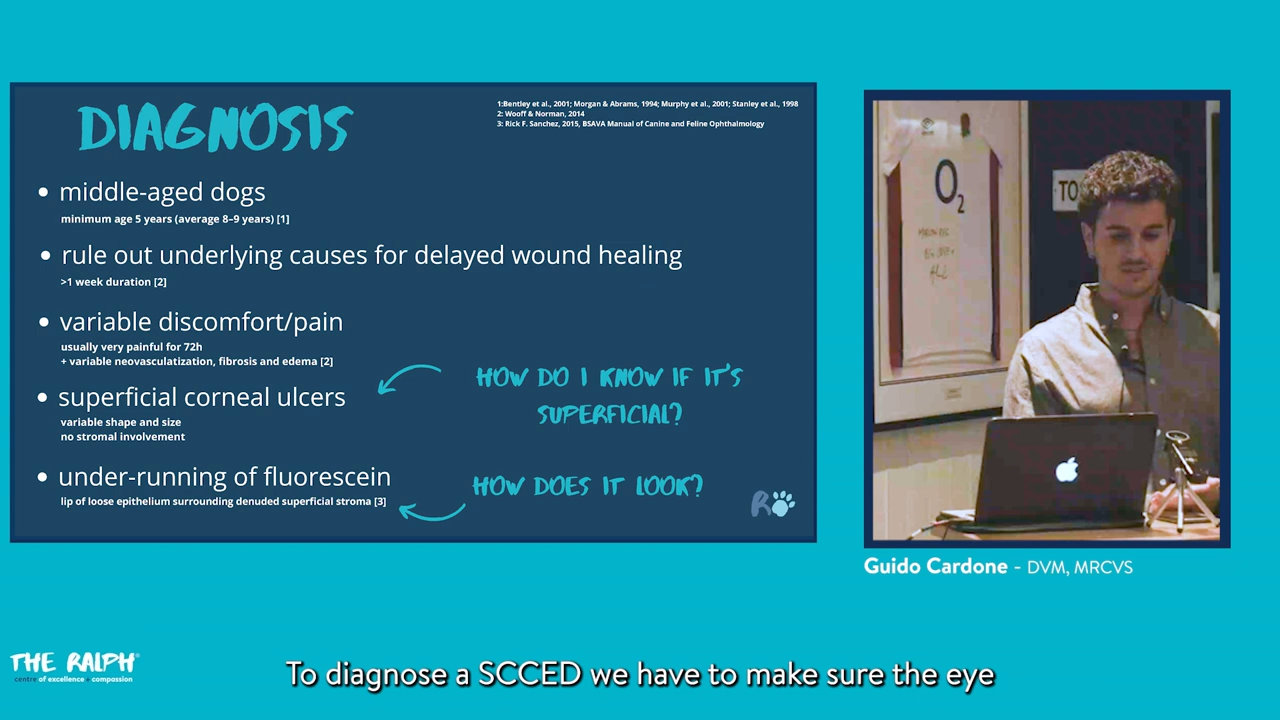 DIAGNOSIS
1:Bentley et al., 2001; Morgan & Abrams, 1994; Murphy et al., 2001; Stanley et al., 1998
2: Wooff & Norman, 2014
3: Rick F. Sanchez, 2015, BSAVA Manual of Canine and Feline Ophthalmology
• middle-aged dogs
minimum age 5 years (average 8–9 years) [1]
• rule out underlying causes for delayed wound healing
>1 week duration [2]
• variable discomfort/pain
usually very painful for 72h
+ variable neovasculatization, fibrosis and edema [2]
• superficial corneal ulcers
variable shape and size
no stromal involvement
HOW DO I KNOW IF IT'S
SUPERFICIAL?
• under-running of fluorescein
lip of loose epithelium surrounding denuded superficial stroma [3]
HOW DOES IT LOOK?
R
O2
TO
Guido Cardone - DVM, MRCVS
THE RALPH®
centre of excellence + compassion
To diagnose a SCCED we have to make sure the eye